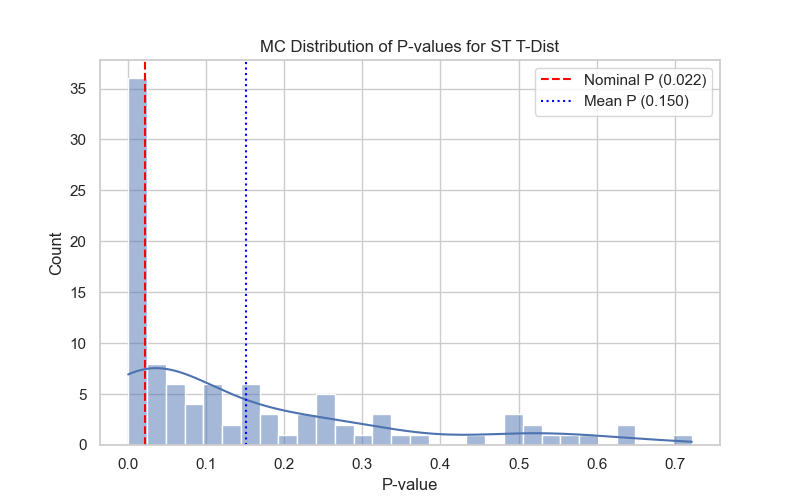 MC Distribution of P-values for ST T-Dist
Nominal P (0.022)
Mean P (0.150)
Count
35
30
25
20
15
10
5
0
0.0 0.1 0.2 0.3 0.4 0.5 0.6 0.7
P-value